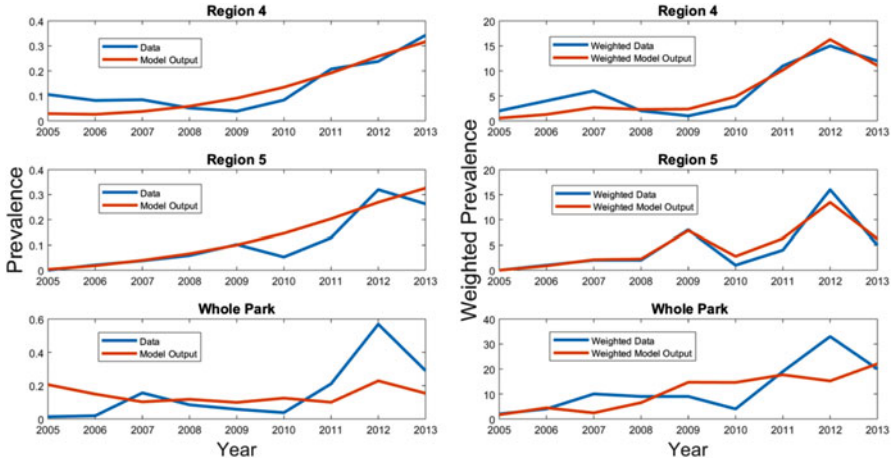 Region 4
0.4
0.3
0.2
0.1
0
Data
Model Output
2005 2006 2007 2008 2009 2010 2011 2012 2013
Region 5
0.4
0.3
0.2
0.1
0
Data
Model Output
2005 2006 2007 2008 2009 2010 2011 2012 2013
Whole Park
0.6
0.4
0.2
0
Data
Model Output
2005 2006 2007 2008 2009 2010 2011 2012 2013
Prevalence
Year
Region 4
20
15
10
5
0
Weighted Data
Weighted Model Output
2005 2006 2007 2008 2009 2010 2011 2012 2013
Region 5
20
15
10
5
0
Weighted Data
Weighted Model Output
2005 2006 2007 2008 2009 2010 2011 2012 2013
Whole Park
40
30
20
10
0
Weighted Data
Weighted Model Output
2005 2006 2007 2008 2009 2010 2011 2012 2013
Weighted Prevalence
Year